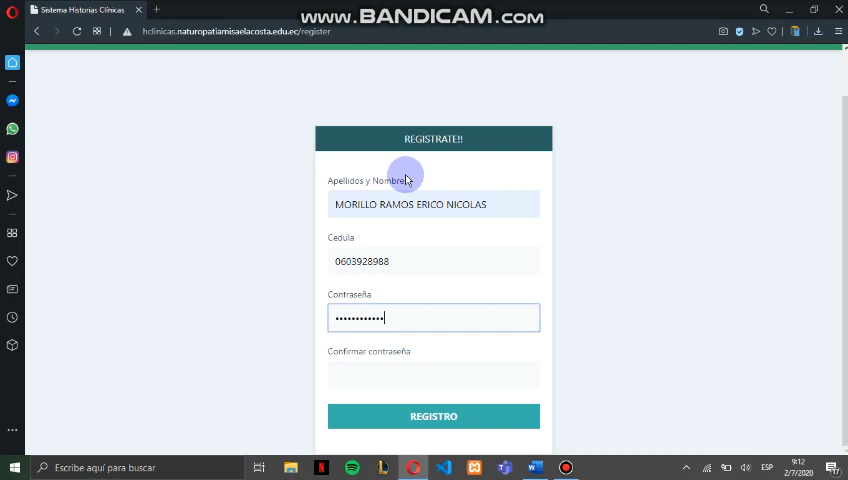 www.BANDICAM.com
Sistema Historias Clínicas
hclinicas.naturopatiamisaelacosta.edu.ec/register
REGISTRATE!!
Apellidos y Nombre
MORILLO RAMOS ERICO NICOLAS
Cedula
0603928988
Contraseña
••••••••••••
Confirmar contraseña
REGISTRO
Escribe aquí para buscar
ESP
9:12
2/7/2020